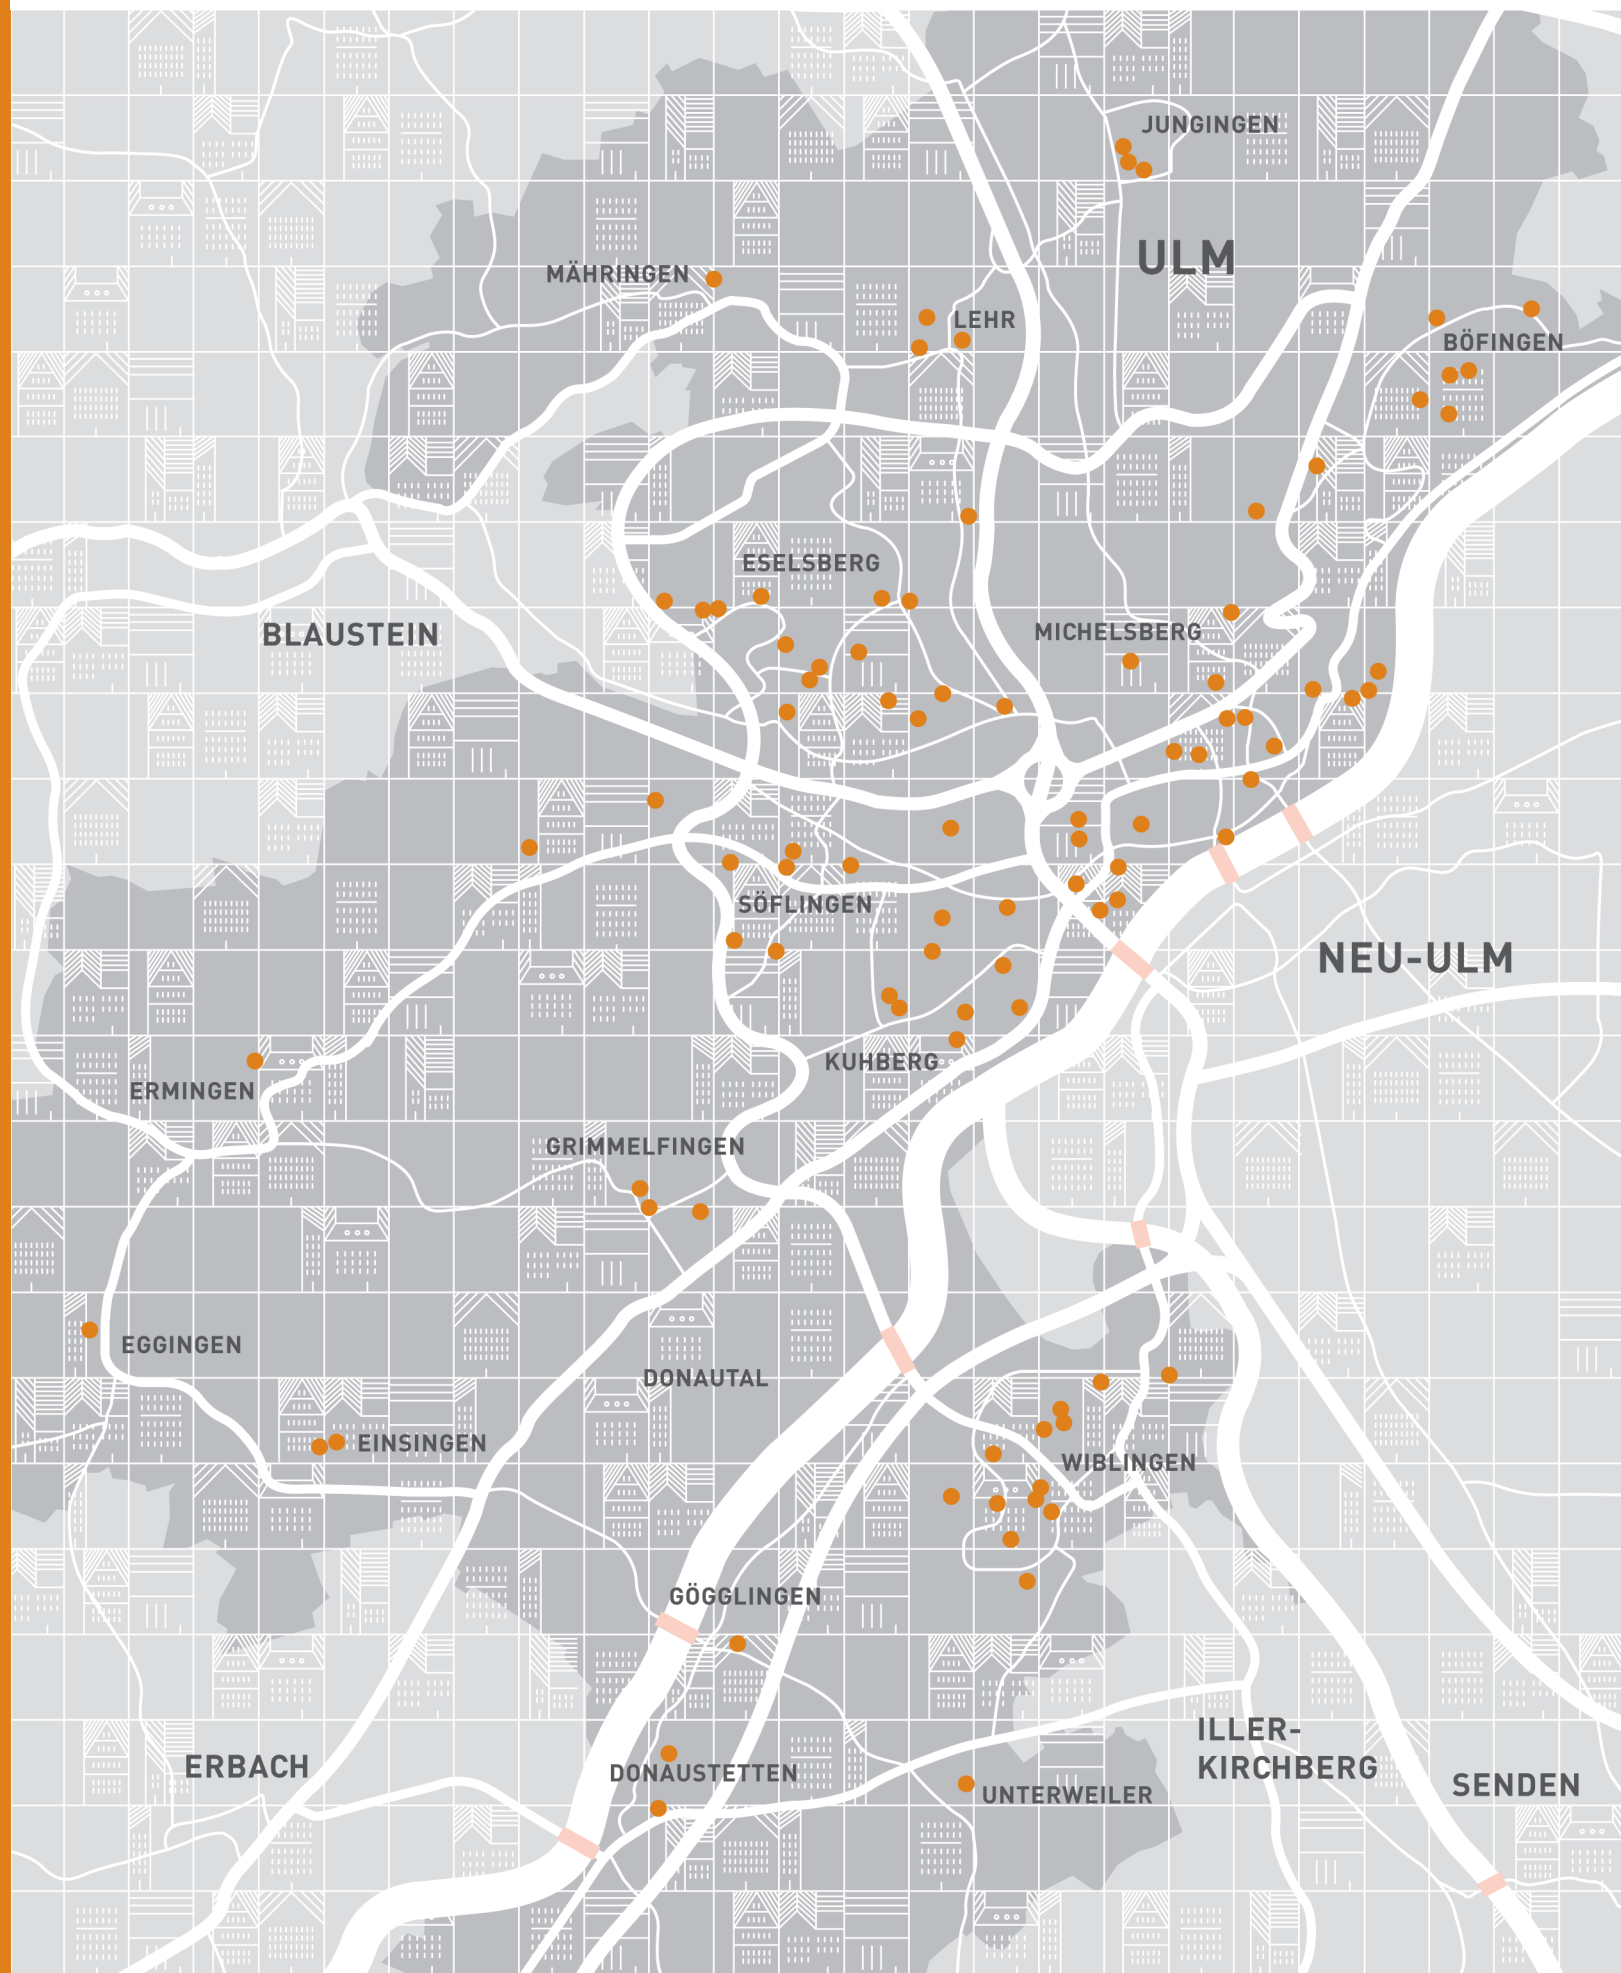 JUNGINGEN
ULM
MÄHRINGEN
LEHR
BÖFINGEN
ESELSBERG
BLAUSTEIN
MICHELSBERG
SÖFLINGEN
NEU-ULM
KUHBERG
ERMINGEN
GRIMMELFINGEN
EGGINGEN
DONAUTAL
EINSINGEN
WIBLINGEN
GÖGGLINGEN
ILLER-
KIRCHBERG
ERBACH
DONAUSTETTEN
SENDEN
UNTERWEILER